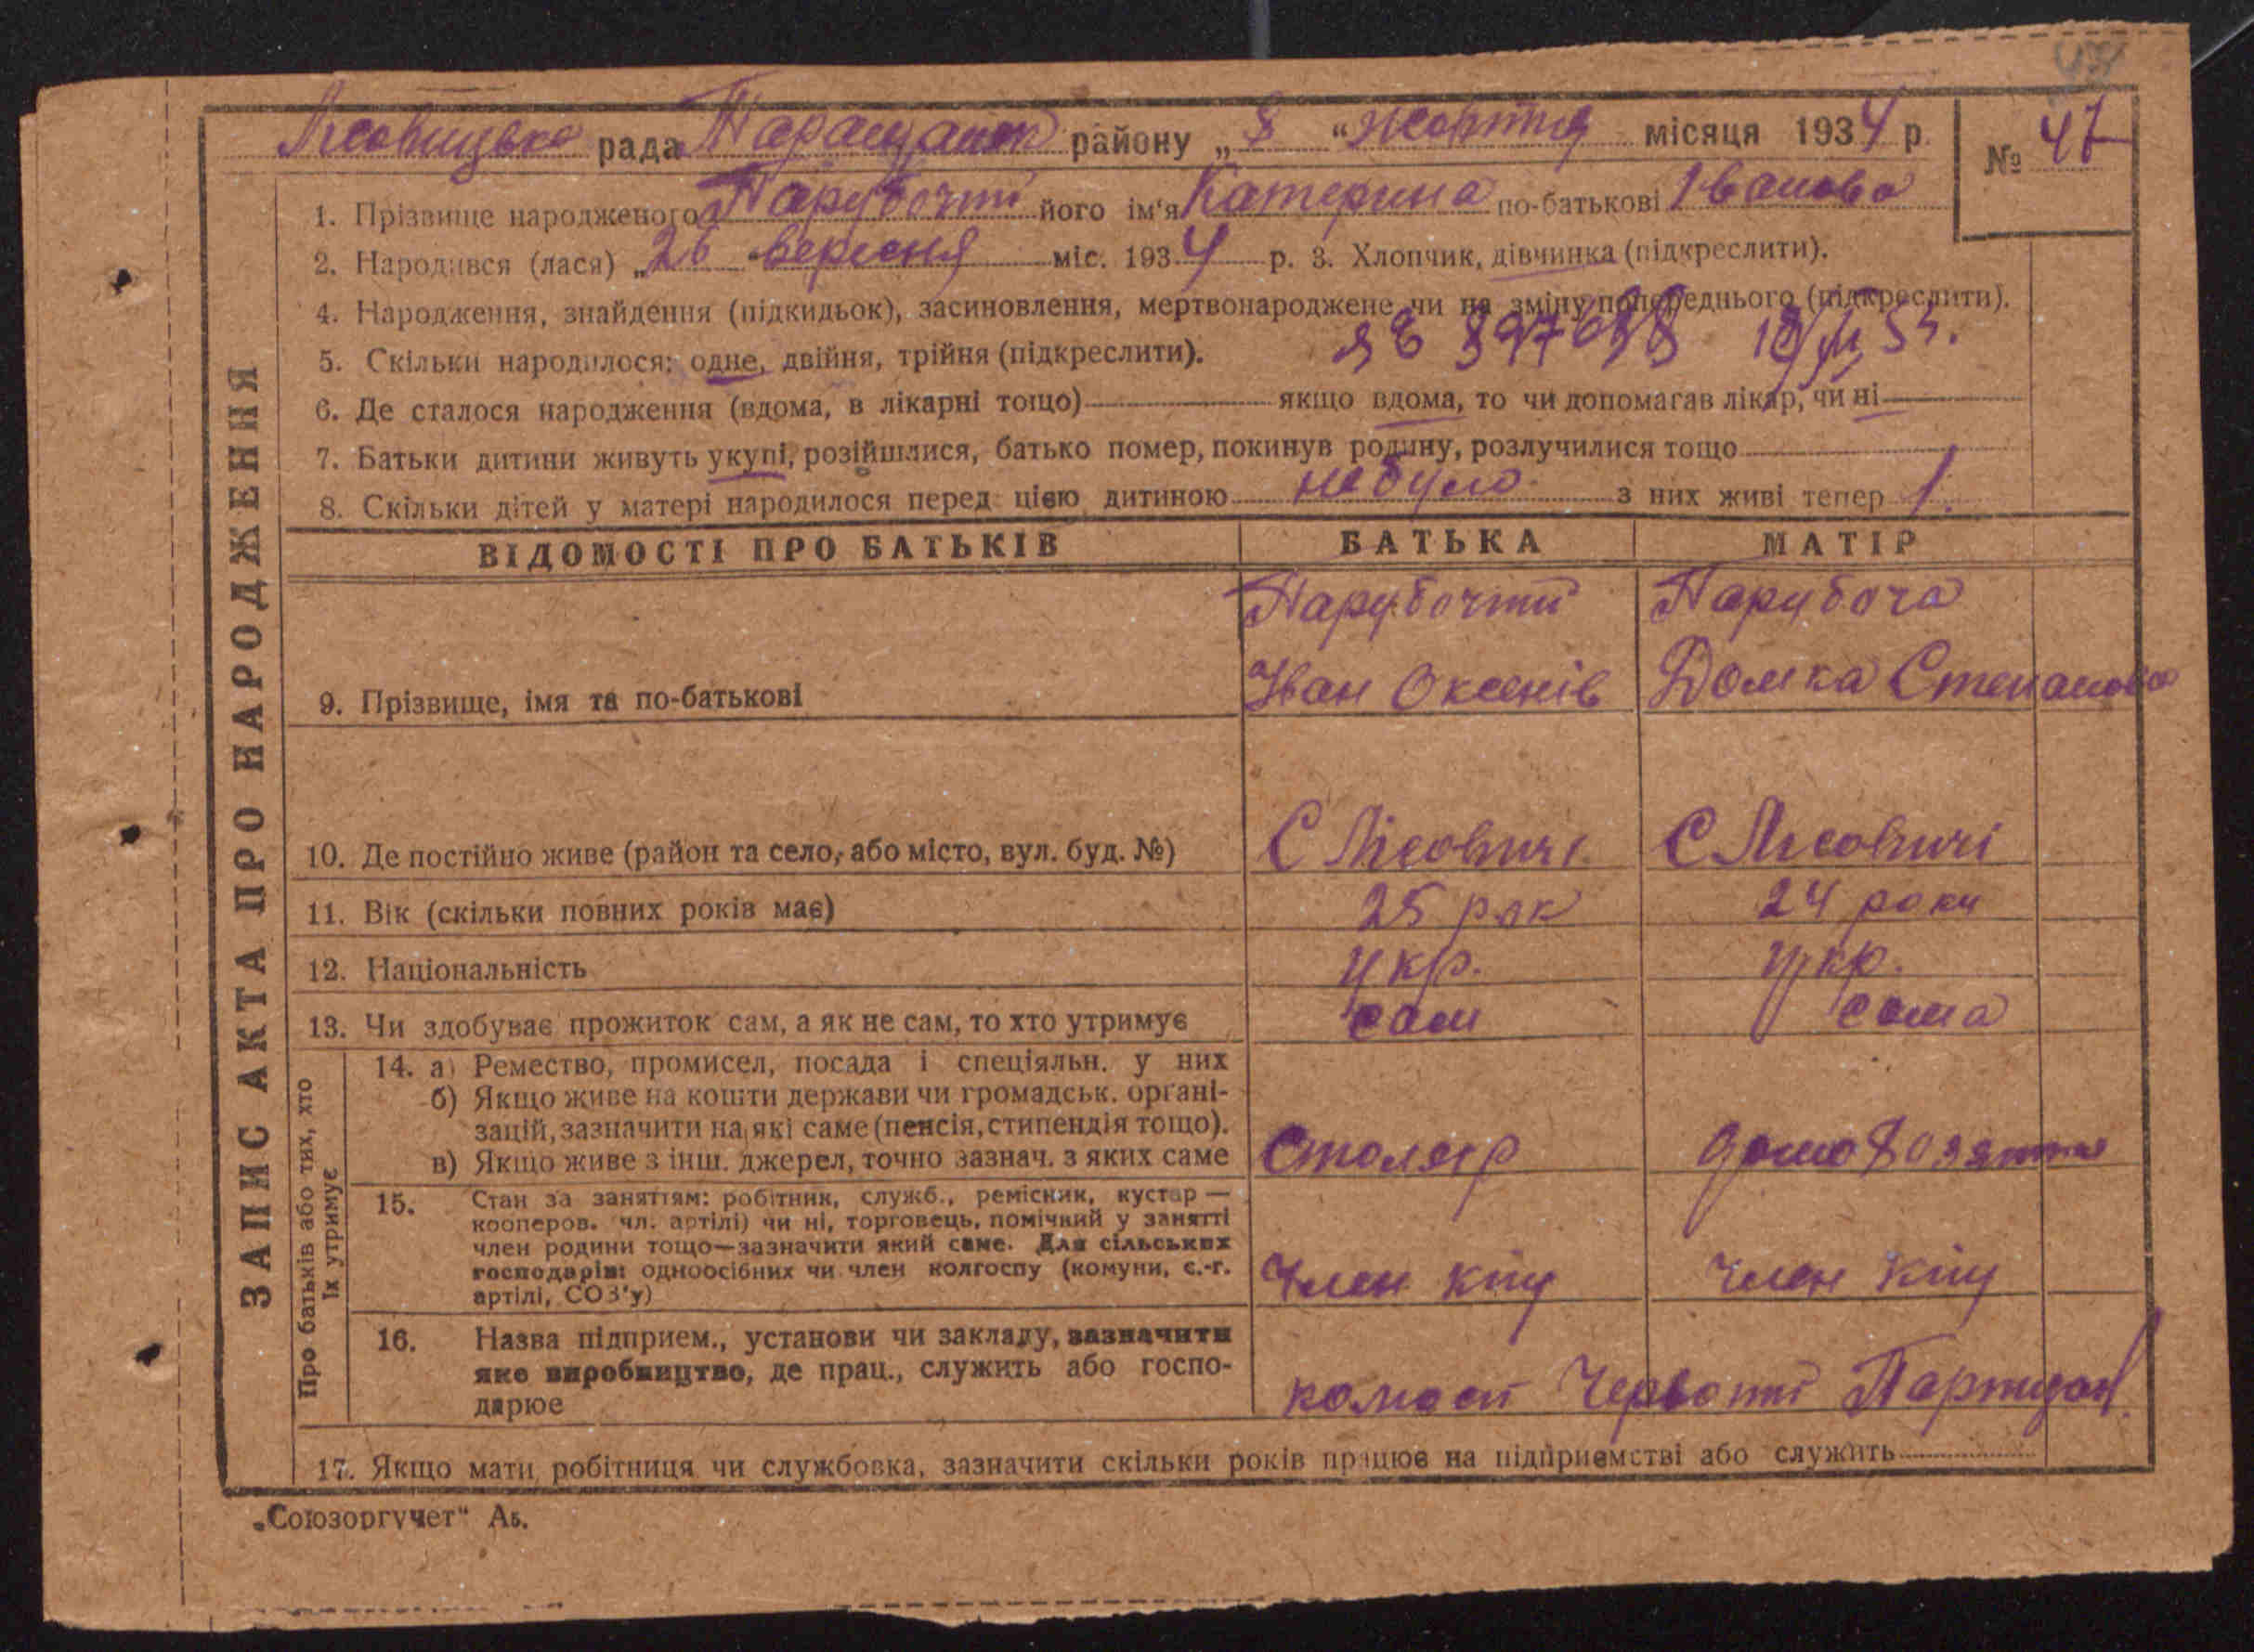 47
Лісовицька рада Таращанск району „8“ жовтня місяця 1934 р. № 47
1. Прізвище народженого Парубочий його ім'я Катерина по-батькові Іванова
2. Народився (лася) „26 вересня міс. 1934 р. 3. Хлопчик, дівчинка (підкреслити).
4. Народження, знайдення (підкидьок), засиновлення, мертвонароджене чи на зміну попереднього (підкреслити).
5. Скільки народилося: одне, двійня, трійня (підкреслити).
6. Де сталося народження (вдома, в лікарні тощо) якщо вдома, то чи допомагав лікар, чи ні
7. Батьки дитини живуть укупі, розійшлися, батько помер, покинув родину, розлучилися тощо
8. Скільки дітей у матері народилося перед цією дитиною не було з них живі тепер 1.
ЗАПИС АКТА ПРО НАРОДЖЕННЯ
ВІДОМОСТІ ПРО БАТЬКІВ БАТЬКА МАТІР
Парубочий Парубоча
9. Прізвище, імя та по-батькові Іван Оксенів Домка Степанова
10. Де постійно живе (район та село, або місто, вул. буд. №) С Лісовичі С Лісовичі
11. Вік (скільки повних років має) 25 рок 24 роки
12. Національність укр. укр.
13. Чи здобуває прожиток сам, а як не сам, то хто утримує сам сама
Про батьків або тих, хто
їх утримує
14. а) Ремество, промисел, посада і спеціяльн. у них
б) Якщо живе на кошти держави чи громадськ. органі-
зацій, зазначити на які саме (пенсія, стипендія тощо).
в) Якщо живе з інш. джерел, точно зазнач. з яких саме Столяр
15. Стан за заняттям: робітник, служб., ремісник, кустар —
кооперов. чл. артілі) чи ні, торговець, помічний у занятті
член родини тощо—зазначити який саме. Для сільських
господарів: одноосібних чи член колгоспу (комуни, с.-г. Член кпу член кпу
артілі, СОЗ'у)
16. Назва підприем., установи чи закладу, зазначити
яке виробництво, де прац., служить або госпо-
дарює Партизан
17. Якщо мати робітниця чи службовка, зазначити скільки років працює на підприємстві або служить
„Союзоргучет“ Аб.